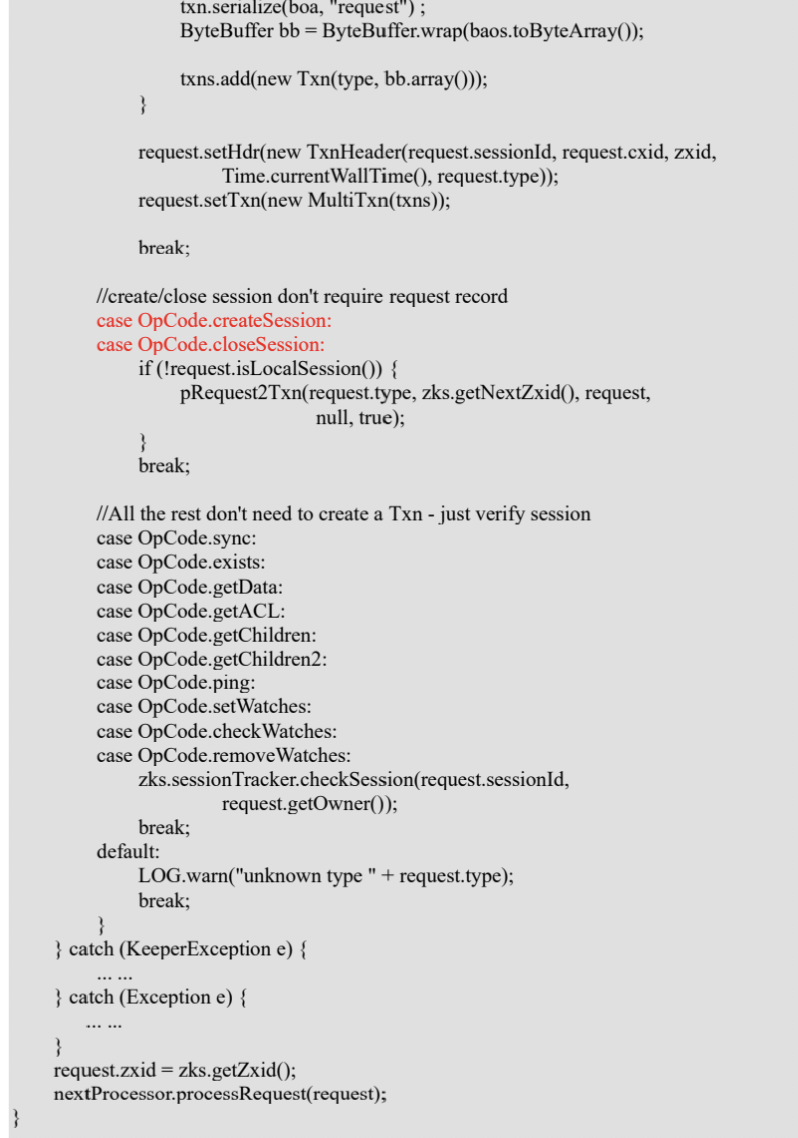 txn.serialize(boa, "request") ;
ByteBuffer bb = ByteBuffer.wrap(baos.toByteArray());
txns.add(new Txn(type, bb.array()));
}
request.setHdr(new TxnHeader(request.sessionId, request.cxid, zxid,
Time.currentWallTime(), request.type));
request.setTxn(new MultiTxn(txns));
break;
//create/close session don't require request record
case OpCode.createSession:
case OpCode.closeSession:
if (!request.isLocalSession()) {
pRequest2Txn(request.type, zks.getNextZxid(), request,
null, true);
}
break;
//All the rest don't need to create a Txn - just verify session
case OpCode.sync:
case OpCode.exists:
case OpCode.getData:
case OpCode.getACL:
case OpCode.getChildren:
case OpCode.getChildren2:
case OpCode.ping:
case OpCode.setWatches:
case OpCode.checkWatches:
case OpCode.removeWatches:
zks.sessionTracker.checkSession(request.sessionId,
request.getOwner());
break;
default:
LOG.warn("unknown type " + request.type);
break;
}
} catch (KeeperException e) {
... ...
} catch (Exception e) {
... ...
}
request.zxid = zks.getZxid();
nextProcessor.processRequest(request);
}